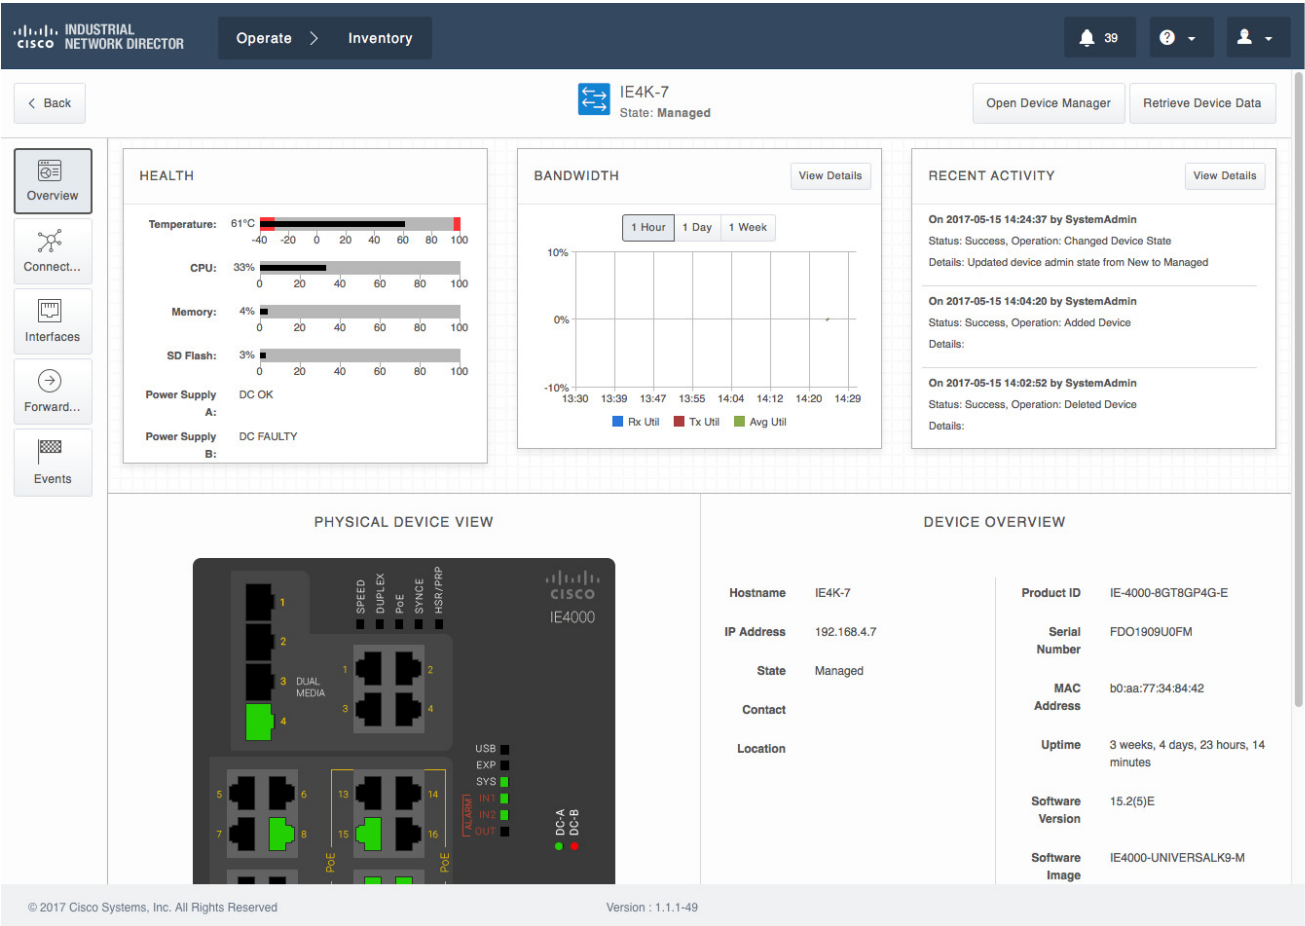 INDUSTRIAL
CISCO NETWORK DIRECTOR
Operate > Inventory
39
?
< Back
IE4K-7
State: Managed
Open Device Manager
Retrieve Device Data
Overview
Connect...
Interfaces
Forward...
Events
HEALTH
Temperature: 61°C
-40 -20 0 20 40 60 80 100
CPU: 33%
0 20 40 60 80 100
Memory: 4%
0 20 40 60 80 100
SD Flash: 3%
0 20 40 60 80 100
Power Supply DC OK
A:
Power Supply DC FAULTY
B:
BANDWIDTH
View Details
1 Hour 1 Day 1 Week
10%
0%
-10%
13:30 13:39 13:47 13:55 14:04 14:12 14:20 14:29
Rx Util Tx Util Avg Util
RECENT ACTIVITY
View Details
On 2017-05-15 14:24:37 by SystemAdmin
Status: Success, Operation: Changed Device State
Details: Updated device admin state from New to Managed
On 2017-05-15 14:04:20 by SystemAdmin
Status: Success, Operation: Added Device
Details:
On 2017-05-15 14:02:52 by SystemAdmin
Status: Success, Operation: Deleted Device
Details:
PHYSICAL DEVICE VIEW
1
2
3
4
DUAL
MEDIA
SPEED
DUPLEX
PoE
SYNCE
HSR/PRP
CISCO
IE4000
1 2
3 4
USB
EXP
SYS
IN1
IN2
OUT
ALARM
DC-A
DC-B
5 6
7 8
13 14
15 16
PoE
PoE
DEVICE OVERVIEW
Hostname IE4K-7
IP Address 192.168.4.7
State Managed
Contact
Location
Product ID IE-4000-8GT8GP4G-E
Serial FDO1909U0FM
Number
MAC b0:aa:77:34:84:42
Address
Uptime 3 weeks, 4 days, 23 hours, 14
minutes
Software 15.2(5)E
Version
Software IE4000-UNIVERSALK9-M
Image
© 2017 Cisco Systems, Inc. All Rights Reserved
Version : 1.1.1-49